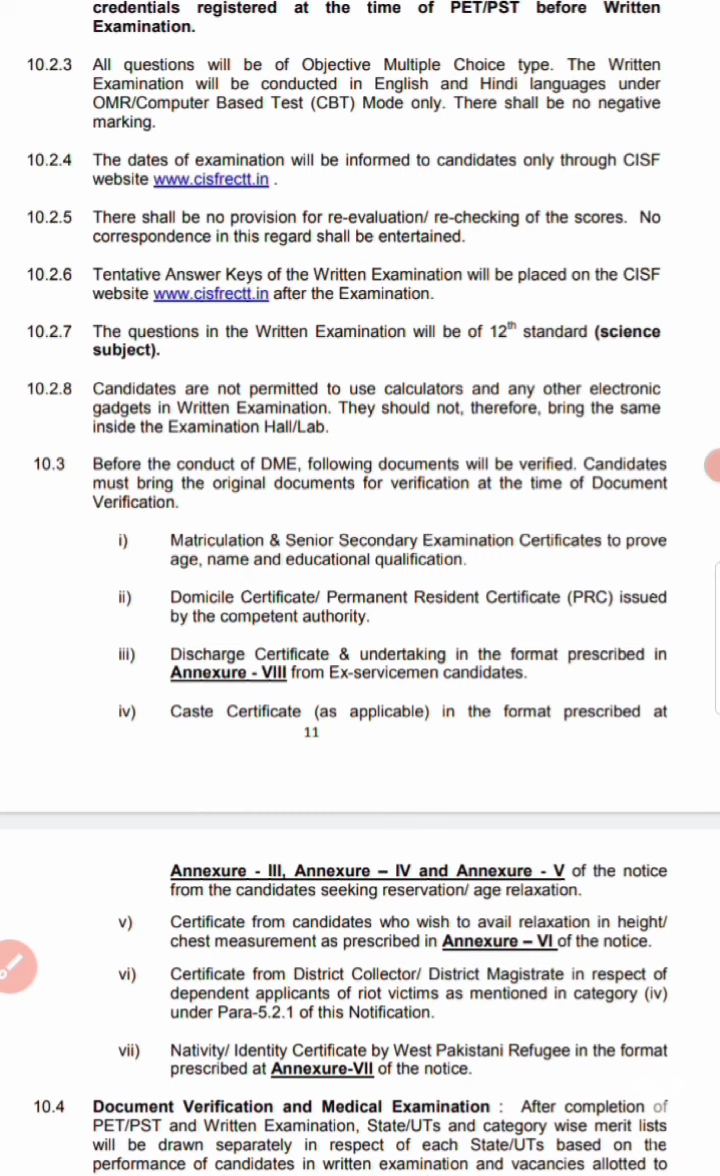 credentials registered at the time of PET/PST before Written
Examination.
10.2.3 All questions will be of Objective Multiple Choice type. The Written
Examination will be conducted in English and Hindi languages under
OMR/Computer Based Test (CBT) Mode only. There shall be no negative
marking.
10.2.4 The dates of examination will be informed to candidates only through CISF
website www.cisfrectt.in .
10.2.5 There shall be no provision for re-evaluation/ re-checking of the scores. No
correspondence in this regard shall be entertained.
10.2.6 Tentative Answer Keys of the Written Examination will be placed on the CISF
website www.cisfrectt.in after the Examination.
10.2.7 The questions in the Written Examination will be of 12th standard (science
subject).
10.2.8 Candidates are not permitted to use calculators and any other electronic
gadgets in Written Examination. They should not, therefore, bring the same
inside the Examination Hall/Lab.
10.3 Before the conduct of DME, following documents will be verified. Candidates
must bring the original documents for verification at the time of Document
Verification.
i) Matriculation & Senior Secondary Examination Certificates to prove
age, name and educational qualification.
ii) Domicile Certificate/ Permanent Resident Certificate (PRC) issued
by the competent authority.
iii) Discharge Certificate & undertaking in the format prescribed in
Annexure - VIII from Ex-servicemen candidates.
iv) Caste Certificate (as applicable) in the format prescribed at
11
Annexure - III, Annexure – IV and Annexure - V of the notice
from the candidates seeking reservation/ age relaxation.
v) Certificate from candidates who wish to avail relaxation in height/
chest measurement as prescribed in Annexure – VI of the notice.
vi) Certificate from District Collector/ District Magistrate in respect of
dependent applicants of riot victims as mentioned in category (iv)
under Para-5.2.1 of this Notification.
vii) Nativity/ Identity Certificate by West Pakistani Refugee in the format
prescribed at Annexure-VII of the notice.
10.4 Document Verification and Medical Examination : After completion of
PET/PST and Written Examination, State/UTs and category wise merit lists
will be drawn separately in respect of each State/UTs based on the
performance of candidates in written examination and vacancies allotted to